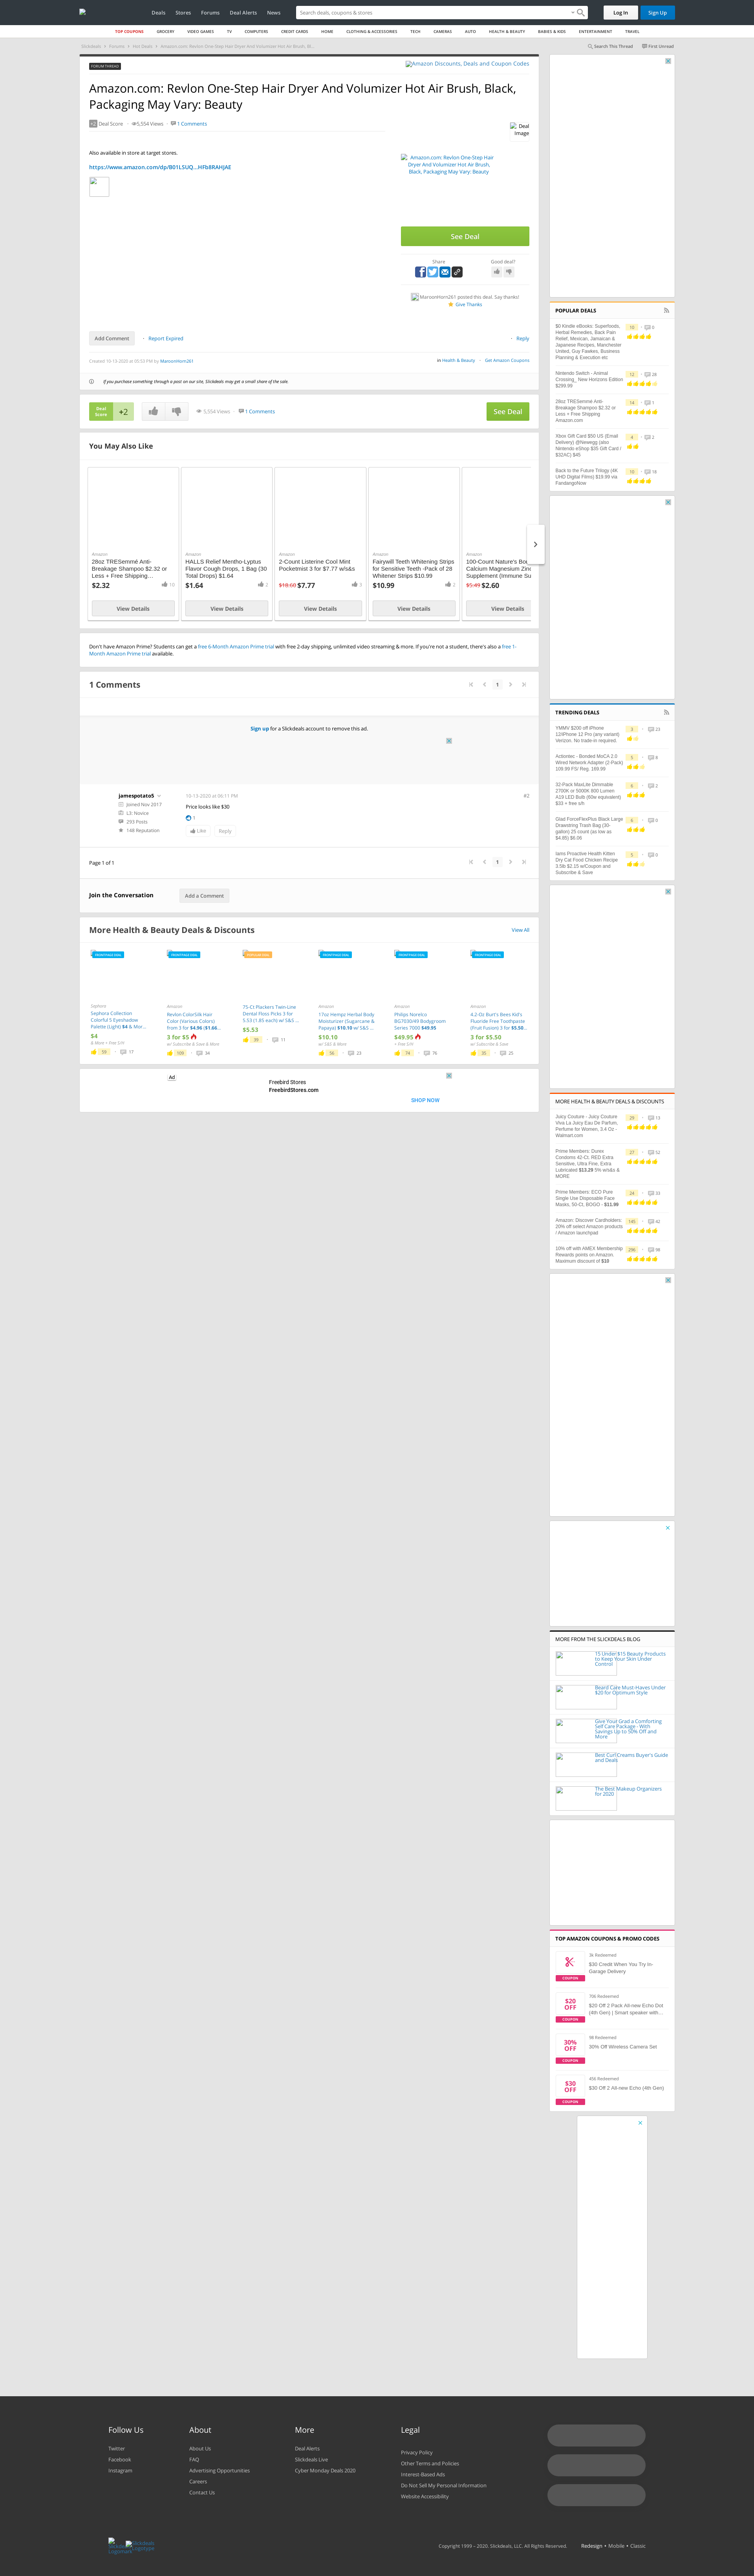 Deals Stores Forums Deal Alerts News
Search deals, coupons & stores
Log In Sign Up
TOP COUPONS GROCERY VIDEO GAMES TV COMPUTERS CREDIT CARDS HOME CLOTHING & ACCESSORIES TECH CAMERAS AUTO HEALTH & BEAUTY BABIES & KIDS ENTERTAINMENT TRAVEL
Slickdeals > Forums > Hot Deals > Amazon.com: Revlon One-Step Hair Dryer And Volumizer Hot Air Brush, Bl...
Search This Thread First Unread
FORUM THREAD
Amazon Discounts, Deals and Coupon Codes
Amazon.com: Revlon One-Step Hair Dryer And Volumizer Hot Air Brush, Black,
Packaging May Vary: Beauty
+2 Deal Score 5,554 Views 1 Comments
Deal
Image
Also available in store at target stores.
https://www.amazon.com/dp/B01LSUQ...HFb8RAHJAE
Amazon.com: Revlon One-Step Hair
Dryer And Volumizer Hot Air Brush,
Black, Packaging May Vary: Beauty
See Deal
Share Good deal?
MaroonHorn261 posted this deal. Say thanks!
Give Thanks
Add Comment Report Expired Reply
Created 10-13-2020 at 05:53 PM by MaroonHorn261
in Health & Beauty Get Amazon Coupons
If you purchase something through a post on our site, Slickdeals may get a small share of the sale.
Deal
Score
+2
5,554 Views 1 Comments
See Deal
You May Also Like
Amazon
28oz TRESemmé Anti-
Breakage Shampoo $2.32 or
Less + Free Shipping...
$2.32 16
View Details
Amazon
HALLS Relief Mentho-Lyptus
Flavor Cough Drops, 1 Bag (30
Total Drops) $1.64
$1.64 2
View Details
Amazon
2-Count Listerine Cool Mint
Pocketmist 3 for $7.77 w/s&s
$18.60 $7.77 3
View Details
Amazon
Fairywill Teeth Whitening Strips
for Sensitive Teeth -Pack of 28
Whitener Strips $10.99
$10.99 2
View Details
Amazon
100-Count Nature's Bou
Calcium Magnesium Zin
Supplement (Immune Su
$5.49 $2.60
View Details
Don't have Amazon Prime? Students can get a free 6-Month Amazon Prime trial with free 2-day shipping, unlimited video streaming & more. If you're not a student, there's also a free 1-
Month Amazon Prime trial available.
1 Comments
1
Sign up for a Slickdeals account to remove this ad.
jamespotato5
Joined Nov 2017
L3: Novice
293 Posts
148 Reputation
10-13-2020 at 06:11 PM #2
Price looks like $30
1
Like Reply
Page 1 of 1
1
Join the Conversation
Add a Comment
More Health & Beauty Deals & Discounts
View All
FRONTPAGE DEAL
Sephora
Sephora Collection
Colorful 5 Eyeshadow
Palette (Light) $4 & Mor...
$4
& More + Free S/H
59 17
FRONTPAGE DEAL
Amazon
Revlon ColorSilk Hair
Color (Various Colors)
from 3 for $4.96 ($1.66...
3 for $5
w/ Subscribe & Save & More
109 34
POPULAR DEAL
75-Ct Plackers Twin-Line
Dental Floss Picks 3 for
5.53 (1.85 each) w/ S&S ...
$5.53
39 11
FRONTPAGE DEAL
Amazon
17oz Hempz Herbal Body
Moisturizer (Sugarcane &
Papaya) $10.10 w/ S&S ...
$10.10
w/ S&S & More
36 23
FRONTPAGE DEAL
Amazon
Philips Norelco
BG7030/49 Bodygroom
Series 7000 $49.95
$49.95
+ Free S/H
74 76
FRONTPAGE DEAL
Amazon
4.2-Oz Burt's Bees Kid's
Fluoride Free Toothpaste
(Fruit Fusion) 3 for $5.50...
3 for $5.50
w/ Subscribe & Save
35 25
Ad
Freebird Stores
FreebirdStores.com
SHOP NOW
POPULAR DEALS
$0 Kindle eBooks: Superfoods,
Herbal Remedies, Back Pain
Relief, Mexican, Jamaican &
Japanese Recipes, Manchester
United, Guy Fawkes, Business
Planning & Execution etc
10 0
Nintendo Switch - Animal
Crossing_ New Horizons Edition
$299.99
12 26
28oz TRESemmé Anti-
Breakage Shampoo $2.32 or
Less + Free Shipping
Amazon.com
14 1
Xbox Gift Card $50 US (Email
Delivery) @Newegg (also
Nintendo eShop $35 Gift Card /
$32AC) $45
4 2
Back to the Future Trilogy (4K
UHD Digital Films) $19.99 via
FandangoNow
10 18
TRENDING DEALS
YMMV $200 off iPhone
12/iPhone 12 Pro (any variant)
Verizon. No trade-in required.
3 23
Actiontec - Bonded MoCA 2.0
Wired Network Adapter (2-Pack)
109.99 FS/ Reg: 169.99
5 8
32-Pack MaxLite Dimmable
2700K or 5000K 800 Lumen
A19 LED Bulb (60w equivalent)
$33 + free s/h
6 2
Glad ForceFlexPlus Black Large
Drawstring Trash Bag (30-
gallon) 25 count (as low as
$4.85) $6.06
6 0
Iams Proactive Health Kitten
Dry Cat Food Chicken Recipe
3.5lb $2.15 w/Coupon and
Subscribe & Save
5 0
MORE HEALTH & BEAUTY DEALS & DISCOUNTS
Juicy Couture - Juicy Couture
Viva La Juicy Eau De Parfum,
Perfume for Women, 3.4 Oz -
Walmart.com
29 13
Prime Members: Durex
Condoms 42-Ct. RED Extra
Sensitive, Ultra Fine, Extra
Lubricated $13.29 5% w/s&s &
MORE
27 52
Prime Members: ECO Pure
Single Use Disposable Face
Masks, 50-Ct, BOGO - $11.98
24 33
Amazon: Discover Cardholders:
20% off select Amazon products
/ Amazon launchpad
145 42
10% off with AMEX Membership
Rewards points on Amazon.
Maximum discount of $10
296 98
MORE FROM THE SLICKDEALS BLOG
15 Under $15 Beauty Products
to Keep Your Skin Under
Control
Beard Care Must-Haves Under
$20 for Optimum Style
Give Your Grad a Comforting
Self Care Package - With
Savings Up to 50% Off and
More
Best Curl Creams Buyer's Guide
and Deals
The Best Makeup Organizers
for 2020
TOP AMAZON COUPONS & PROMO CODES
3k Redeemed
$30 Credit When You Try In-
Garage Delivery
COUPON
$20
OFF
COUPON
70k Redeemed
$20 Off 2 Pack All-new Echo Dot
(4th Gen) | Smart speaker with...
30%
OFF
COUPON
98 Redeemed
30% Off Wireless Camera Set
$30
OFF
COUPON
45k Redeemed
$30 Off 2 All-new Echo (4th Gen)
Follow Us
Twitter
Facebook
Instagram
About
About Us
FAQ
Advertising Opportunities
Careers
Contact Us
More
Deal Alerts
Slickdeals Live
Cyber Monday Deals 2020
Legal
Privacy Policy
Other Terms and Policies
Interest-Based Ads
Do Not Sell My Personal Information
Website Accessibility
Slickdeals
Logotype
Copyright 1999 – 2020. Slickdeals, LLC. All Rights Reserved. Redesign • Mobile • Classic